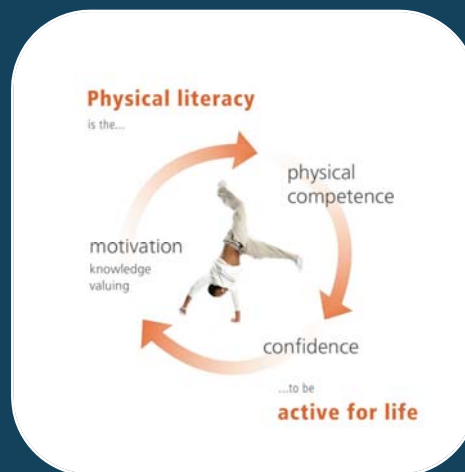 Physical literacy
is the...
physical
competence
motivation
knowledge
valuing
confidence
...to be
active for life